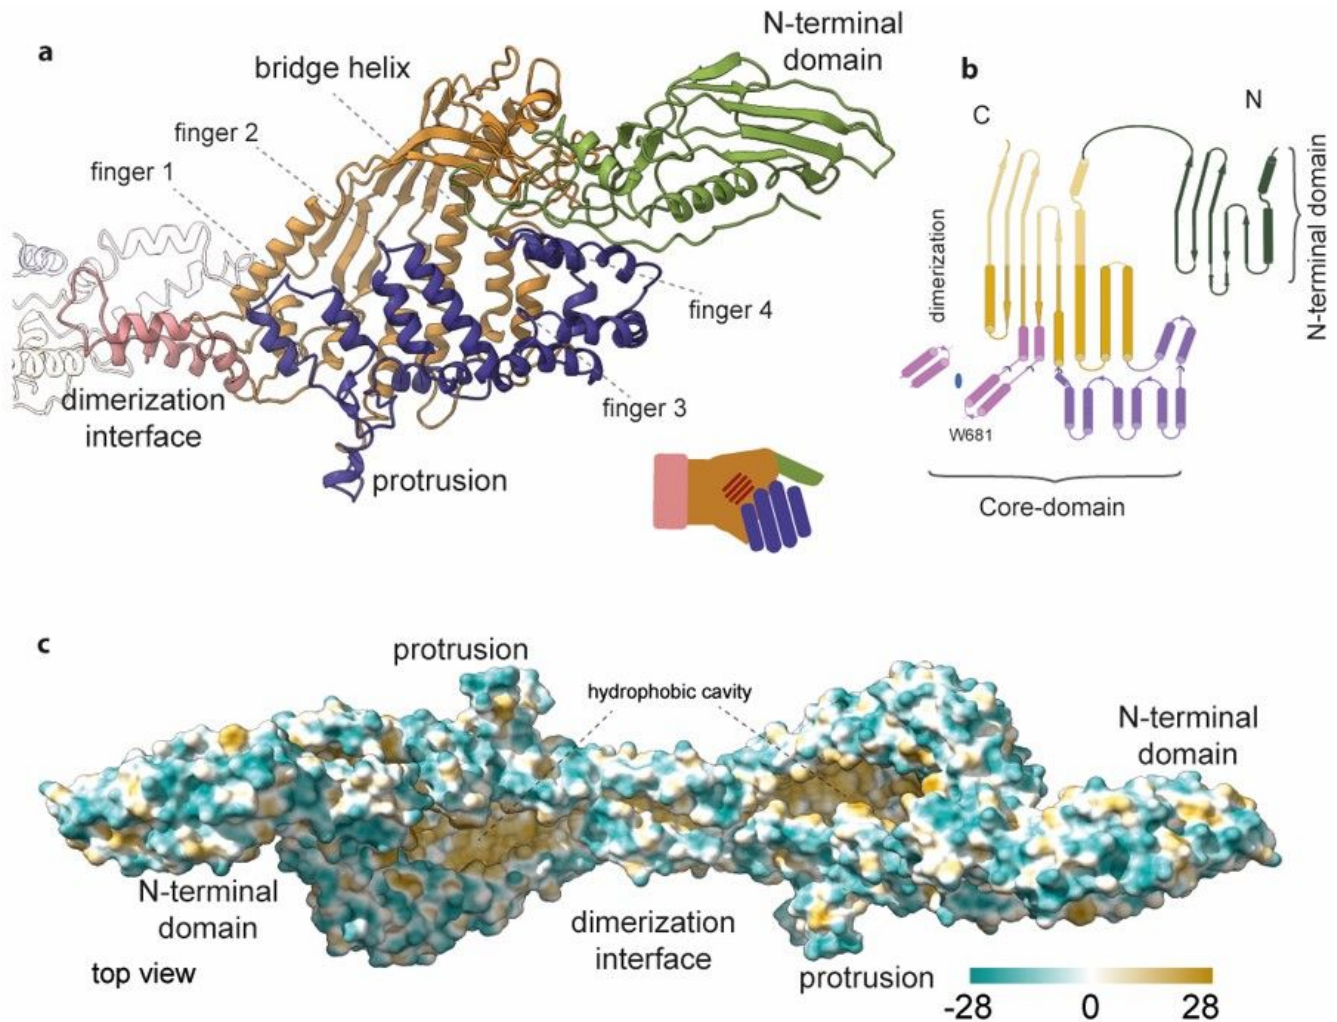 a
N-terminal
domain
bridge helix
finger 2
finger 1
finger 4
finger 3
dimerization
interface
protrusion
b
C
N
N-terminal domain
dimerization
W681
Core-domain
c
protrusion
hydrophobic cavity
N-terminal
domain
N-terminal
domain
dimerization
interface
top view
protrusion
-28
0
28